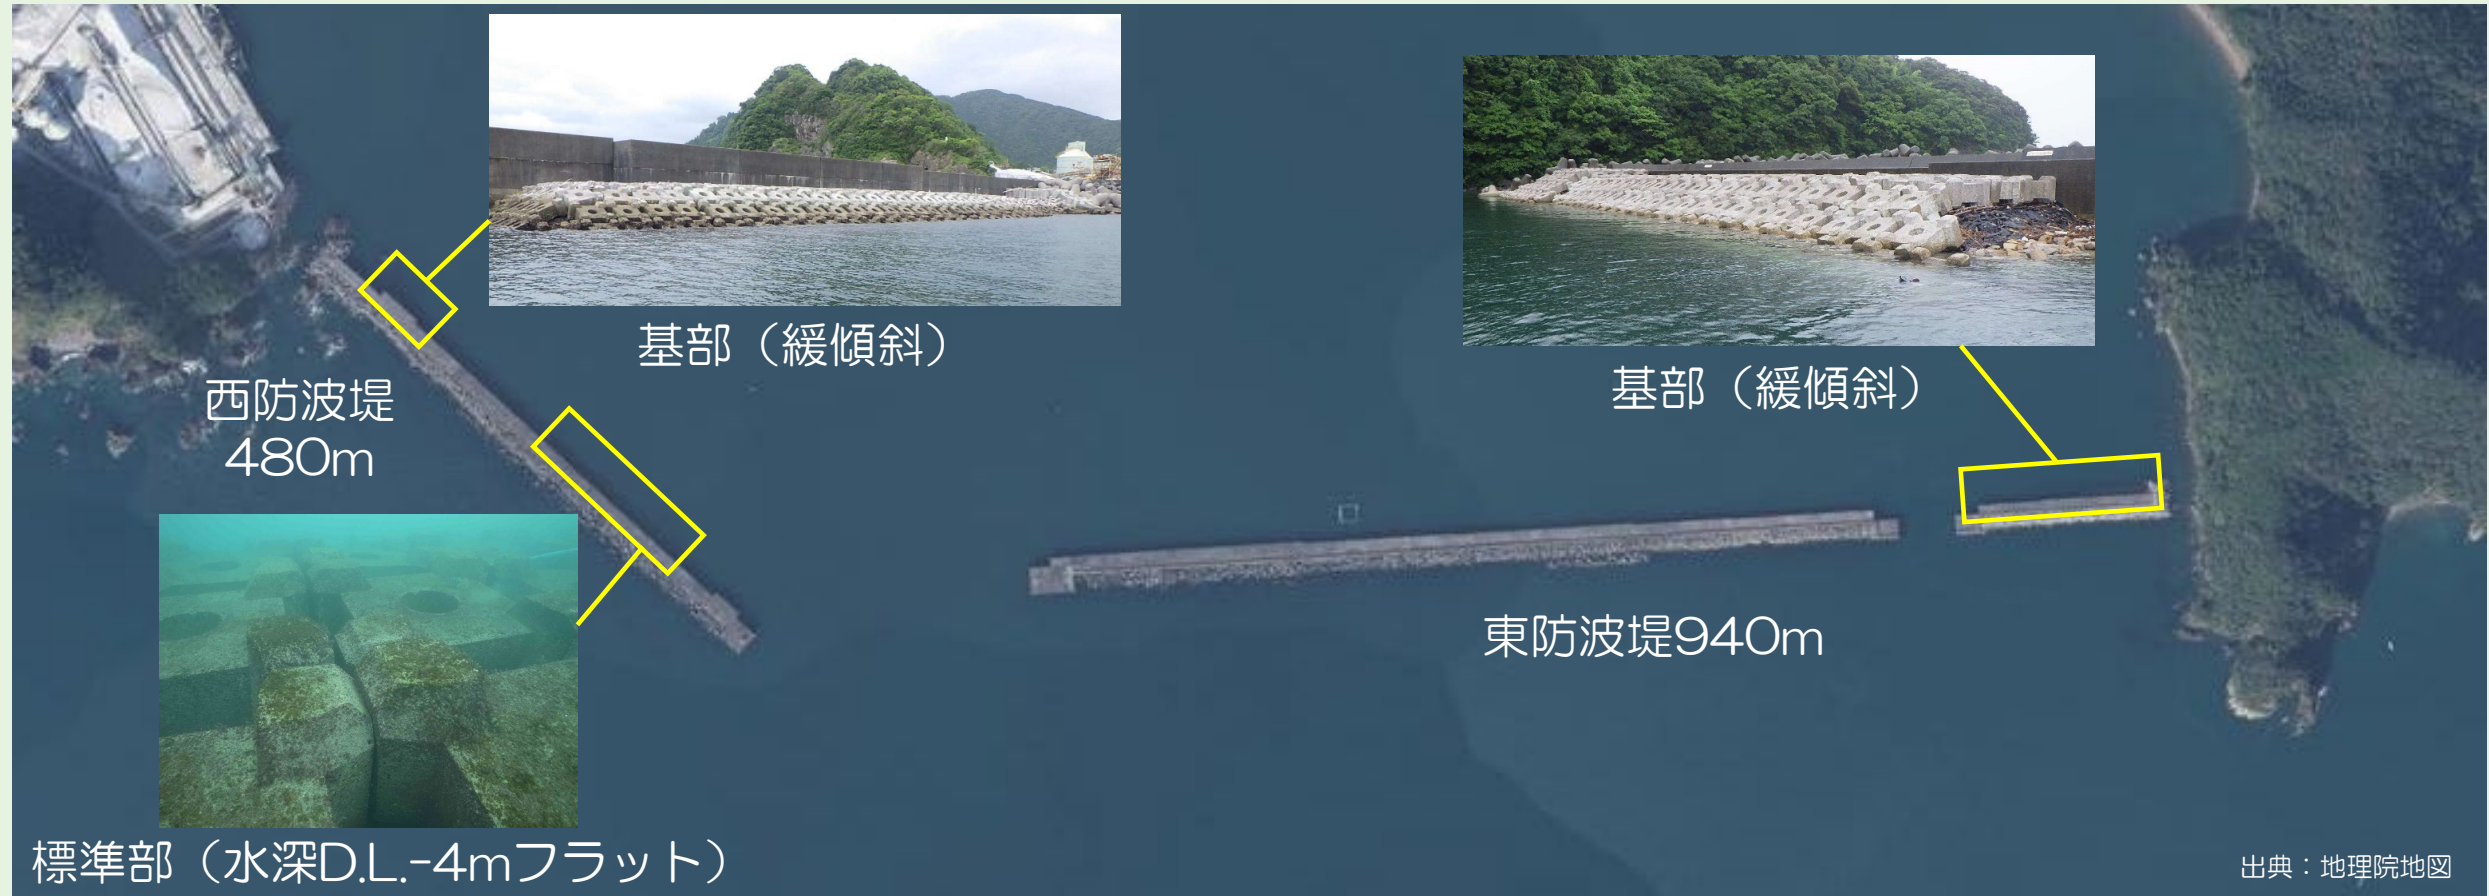 基部（緩傾斜）
基部（緩傾斜）
西防波堤
480m
東防波堤940m
標準部（水深D.L.-4mフラット）
出典：地理院地図